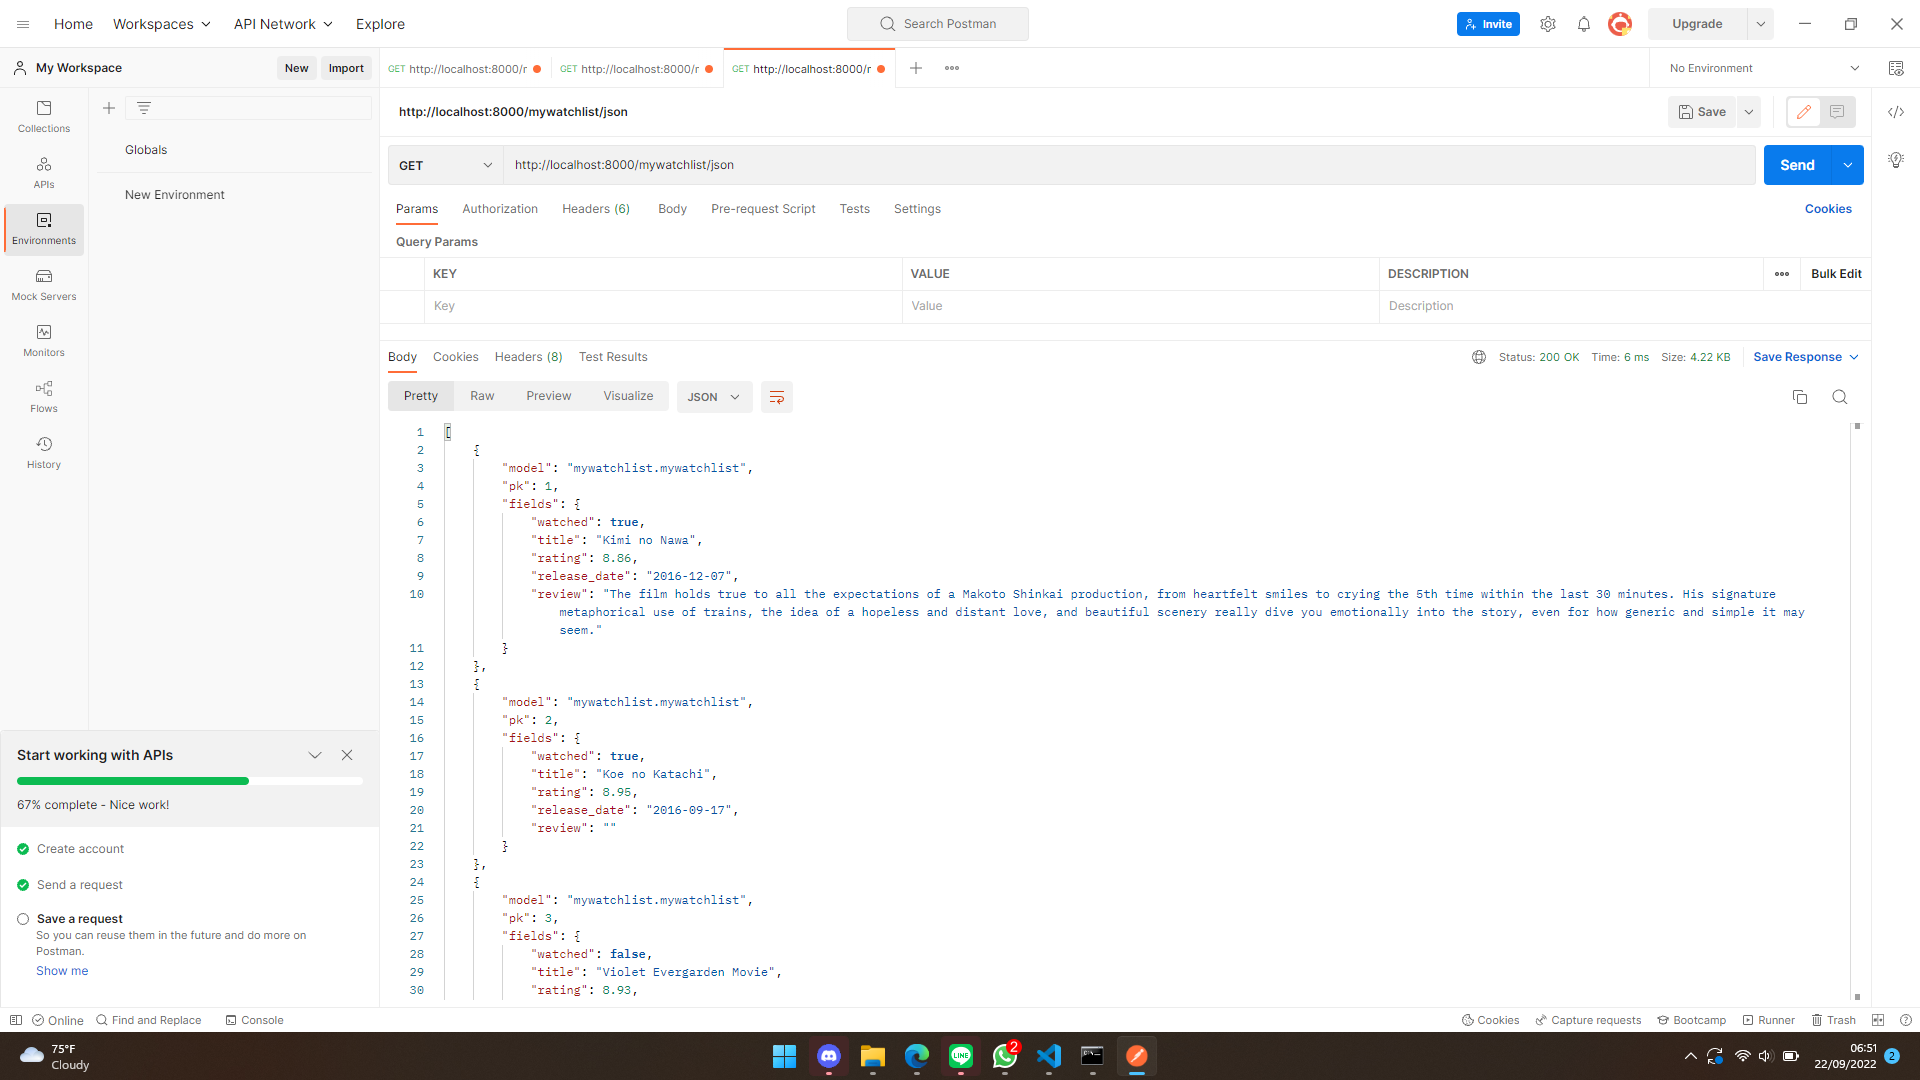 Home Workspaces API Network Explore
Search Postman
Invite Upgrade
My Workspace New Import
GET http://localhost:8000/r GET http://localhost:8000/r GET http://localhost:8000/r
No Environment
Collections
APIs
Environments
Mock Servers
Monitors
Flows
History
Globals
New Environment
http://localhost:8000/mywatchlist/json
Save
GET http://localhost:8000/mywatchlist/json Send
Params Authorization Headers (6) Body Pre-request Script Tests Settings Cookies
Query Params
KEY VALUE DESCRIPTION Bulk Edit
Key Value Description
Body Cookies Headers (8) Test Results
Status: 200 OK Time: 6 ms Size: 4.22 KB Save Response
Pretty Raw Preview Visualize JSON
1 [
2 {
3 "model": "mywatchlist.mywatchlist",
4 "pk": 1,
5 "fields": {
6 "watched": true,
7 "title": "Kimi no Nawa",
8 "rating": 8.86,
9 "release_date": "2016-12-07",
10 "review": "The film holds true to all the expectations of a Makoto Shinkai production, from heartfelt smiles to crying the 5th time within the last 30 minutes. His signature
metaphorical use of trains, the idea of a hopeless and distant love, and beautiful scenery really dive you emotionally into the story, even for how generic and simple it may
seem."
11 }
12 },
13 {
14 "model": "mywatchlist.mywatchlist",
15 "pk": 2,
16 "fields": {
17 "watched": true,
18 "title": "Koe no Katachi",
19 "rating": 8.95,
20 "release_date": "2016-09-17",
21 "review": ""
22 }
23 },
24 {
25 "model": "mywatchlist.mywatchlist",
26 "pk": 3,
27 "fields": {
28 "watched": false,
29 "title": "Violet Evergarden Movie",
30 "rating": 8.93,
Start working with APIs
67% complete - Nice work!
Create account
Send a request
Save a request
So you can reuse them in the future and do more on
Postman.
Show me
Online Find and Replace Console
Cookies Capture requests Bootcamp Runner Trash
75°F
Cloudy
LINE
2
06:51
22/09/2022
2